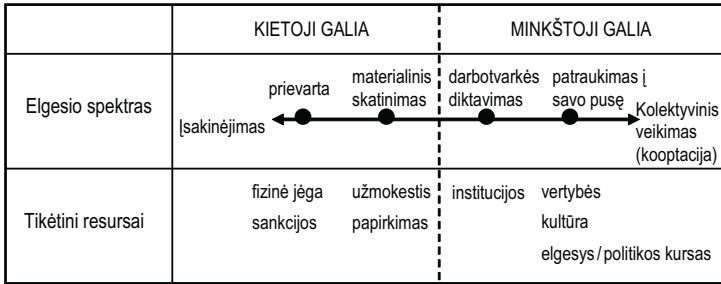 KIETOJI GALIA
MINKŠTOJI GALIA
Elgesio spektras
Įsakinėjimas
prievarta
materialinis
skatinimas
darbotvarkės
diktavimas
patraukimas į
savo pusę
Kolektyvinis
veikimas
(kooptacija)
Tikėtini resursai
fizinė jėga
sankcijos
užmokestis
papirkimas
institucijos
vertybės
kultūra
elgesys / politikos kursas